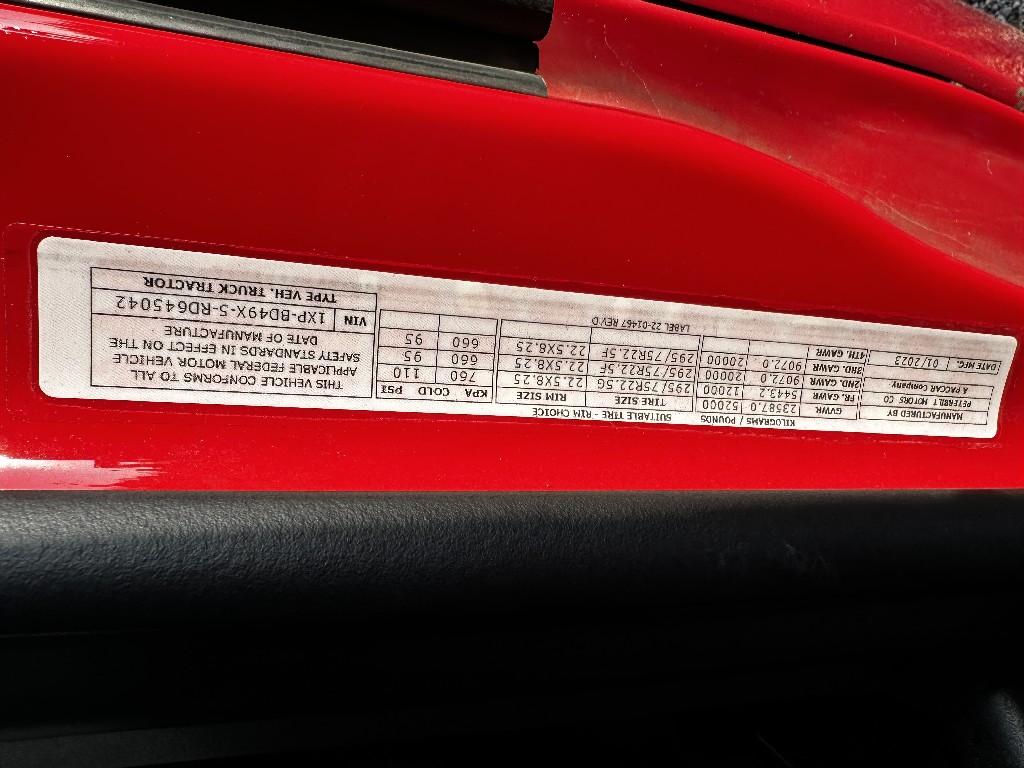 MANUFACTURED BY
PETERBILT MOTORS CO
A PACCAR Company
DATE MFG. 01/2023
KILOGRAMS / POUNDS
GVWR 23587.0 52000
FR. GAWR 5443.2 12000
2ND. GAWR 9072.0 20000
3RD. GAWR 9072.0 20000
4TH. GAWR
SUITABLE TIRE - RIM CHOICE
TIRE SIZE RIM SIZE KPA COLD PSI
295/75R22.5G 22.5X8.25 760 110
295/75R22.5F 22.5X8.25 660 95
295/75R22.5F 22.5X8.25 660 95
LABEL 22-01467 REV D
THIS VEHICLE CONFORMS TO ALL
APPLICABLE FEDERAL MOTOR VEHICLE
SAFETY STANDARDS IN EFFECT ON THE
DATE OF MANUFACTURE
VIN 1XP-BD49X-5-RD645042
TYPE VEH. TRUCK TRACTOR